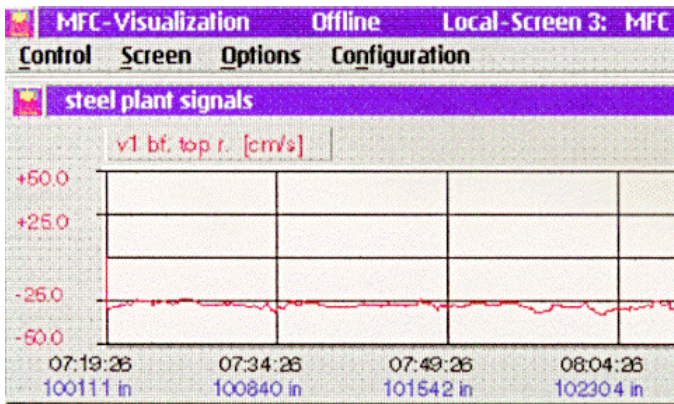 MFC-Visualization Offline Local-Screen 3: MFC
Control Screen Options Configuration
steel plant signals
v1 bf. top r. [cm/s]
+50.0
+25.0
-25.0
-50.0
07:19:26 07:34:26 07:49:26 08:04:26
100111 in 100840 in 101542 in 102304 in